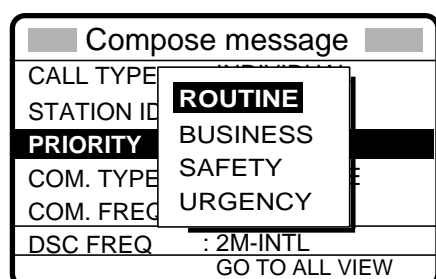 Compose message
CALL TYPE
STATION ID
PRIORITY
COM. TYPE
COM. FREQ
DSC FREQ : 2M-INTL
GO TO ALL VIEW
ROUTINE
BUSINESS
SAFETY
URGENCY